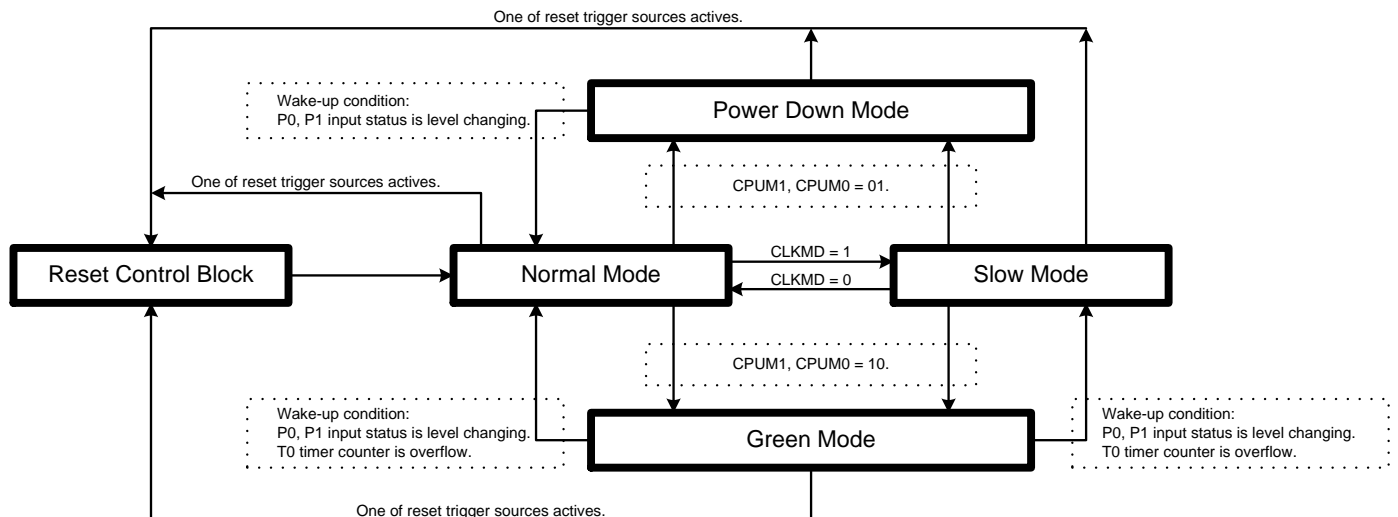 One of reset trigger sources actives.
Wake-up condition:
P0, P1 input status is level changing.
Power Down Mode
One of reset trigger sources actives.
CPUM1, CPUM0 = 01.
Reset Control Block
Normal Mode
CLKMD = 1
CLKMD = 0
Slow Mode
CPUM1, CPUM0 = 10.
Wake-up condition:
P0, P1 input status is level changing.
T0 timer counter is overflow.
Green Mode
Wake-up condition:
P0, P1 input status is level changing.
T0 timer counter is overflow.
One of reset trigger sources actives.